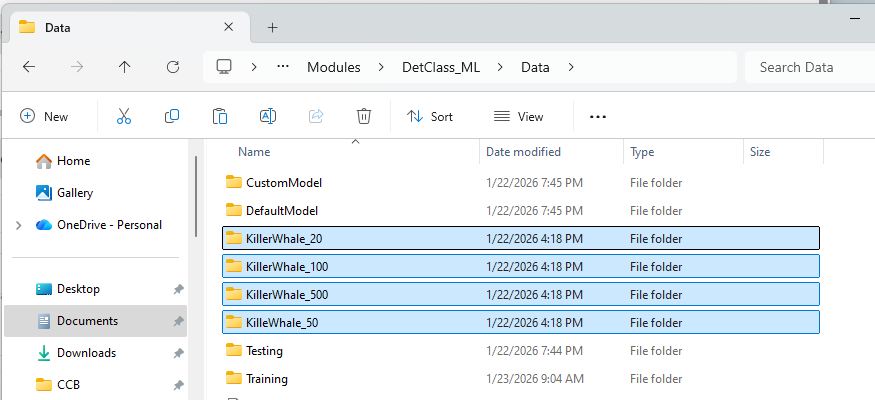 Data
Modules DetClass_ML Data Search Data
New Sort View
Name Date modified Type Size
Home
Gallery
OneDrive - Personal
Desktop
Documents
Downloads
CCB
CustomModel 1/22/2026 7:45 PM File folder
DefaultModel 1/22/2026 7:45 PM File folder
KillerWhale_20 1/22/2026 4:18 PM File folder
KillerWhale_100 1/22/2026 4:18 PM File folder
KillerWhale_500 1/22/2026 4:18 PM File folder
KilleWhale_50 1/22/2026 4:18 PM File folder
Testing 1/22/2026 7:44 PM File folder
Training 1/23/2026 9:04 AM File folder